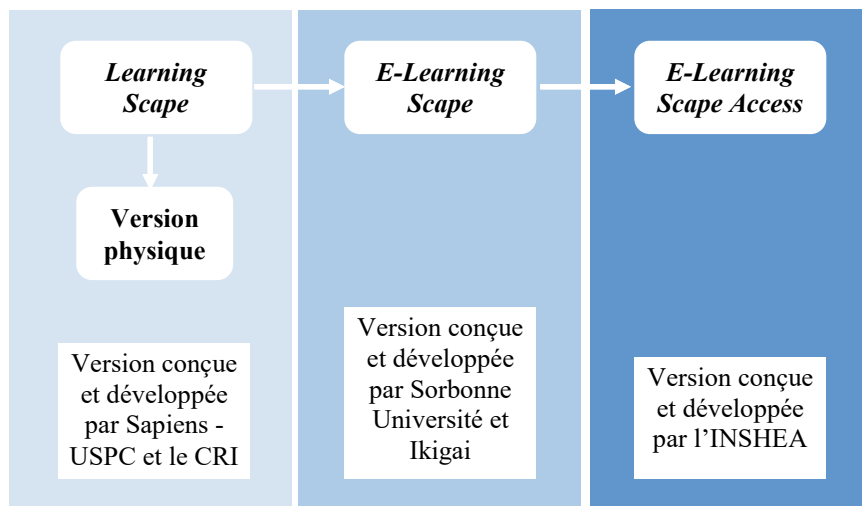 Learning
Scape
E-Learning
Scape
E-Learning
Scape Access
Version
physique
Version conçue
et développée
par Sapiens -
USPC et le CRI
Version conçue
et développée
par Sorbonne
Université et
Ikigai
Version conçue
et développée
par l’INSHEA